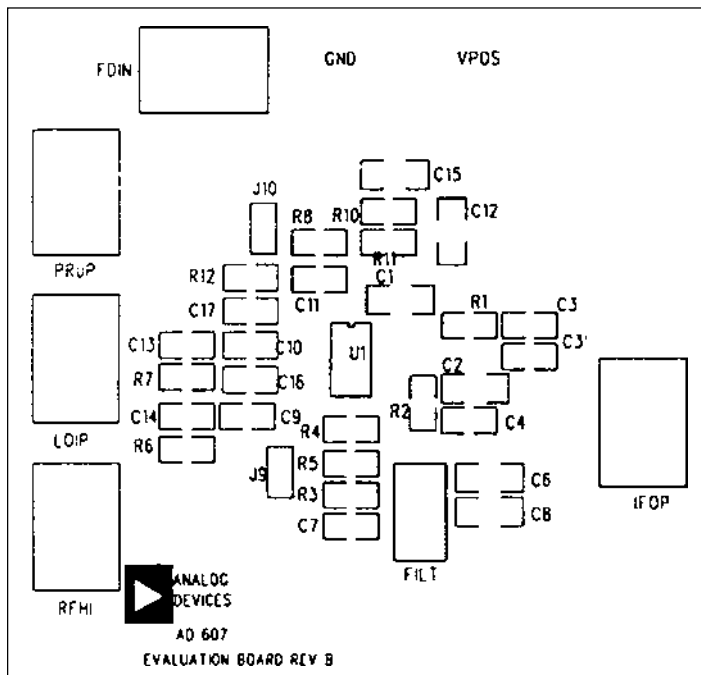 GND
VPOS
FDIN
C15
J10
R8
R10
C12
R11
PRUP
R12
C11
C1
C17
R1
C3
C13
C10
U1
C3'
R7
C16
C2
C14
C9
R4
R2
C4
LOIP
R6
J9
R5
C6
R3
IFOP
C7
C8
FILT
RFHI
ANALOG
DEVICES
AD 607
EVALUATION BOARD REV B